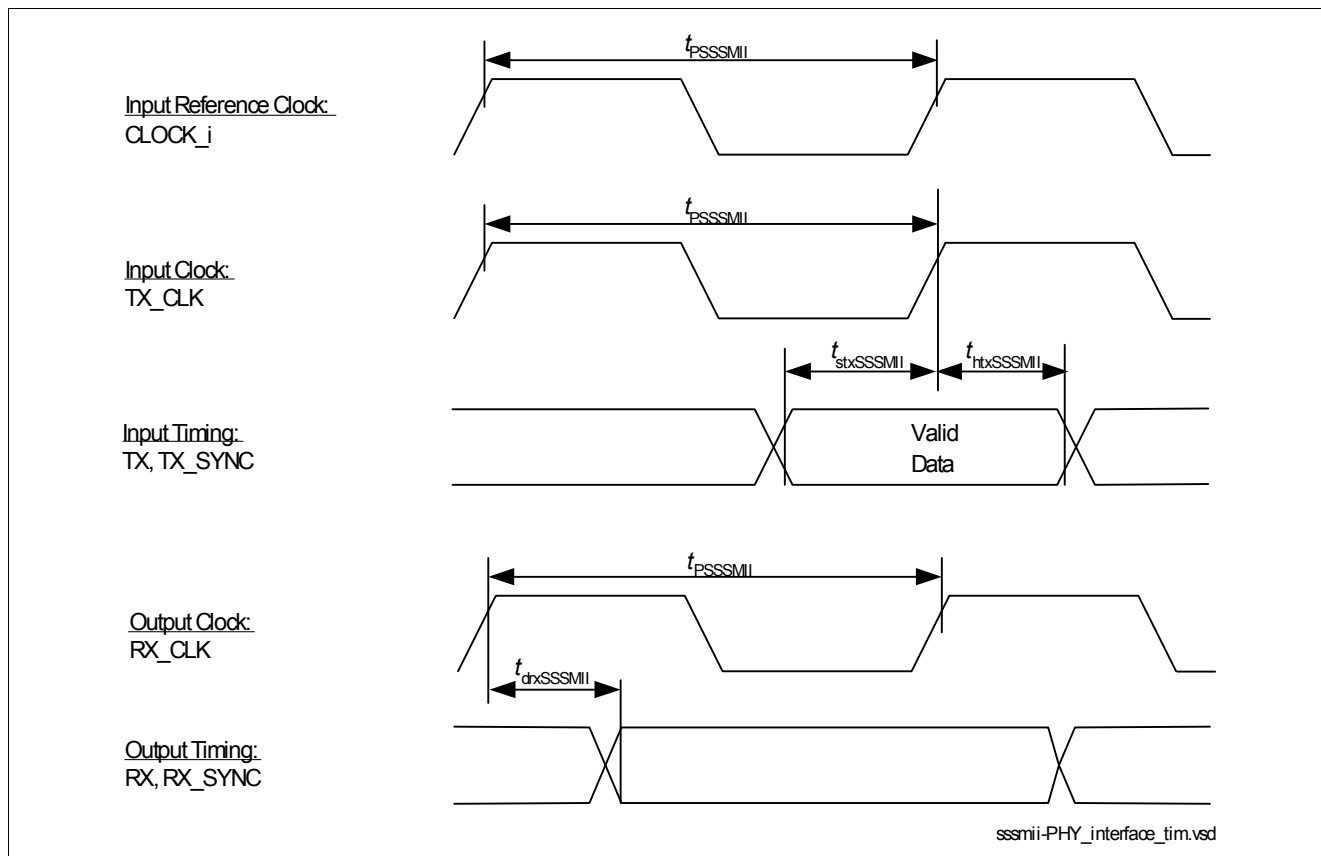 tPSSSMII
Input Reference Clock:
CLOCK_i
tPSSSMII
Input Clock:
TX_CLK
tstxSSSMII
thtxSSSMII
Input Timing:
TX, TX_SYNC
Valid
Data
tPSSSMII
Output Clock:
RX_CLK
tdrxSSSMII
Output Timing:
RX, RX_SYNC
sssmii-PHY_interface_tim.vsd